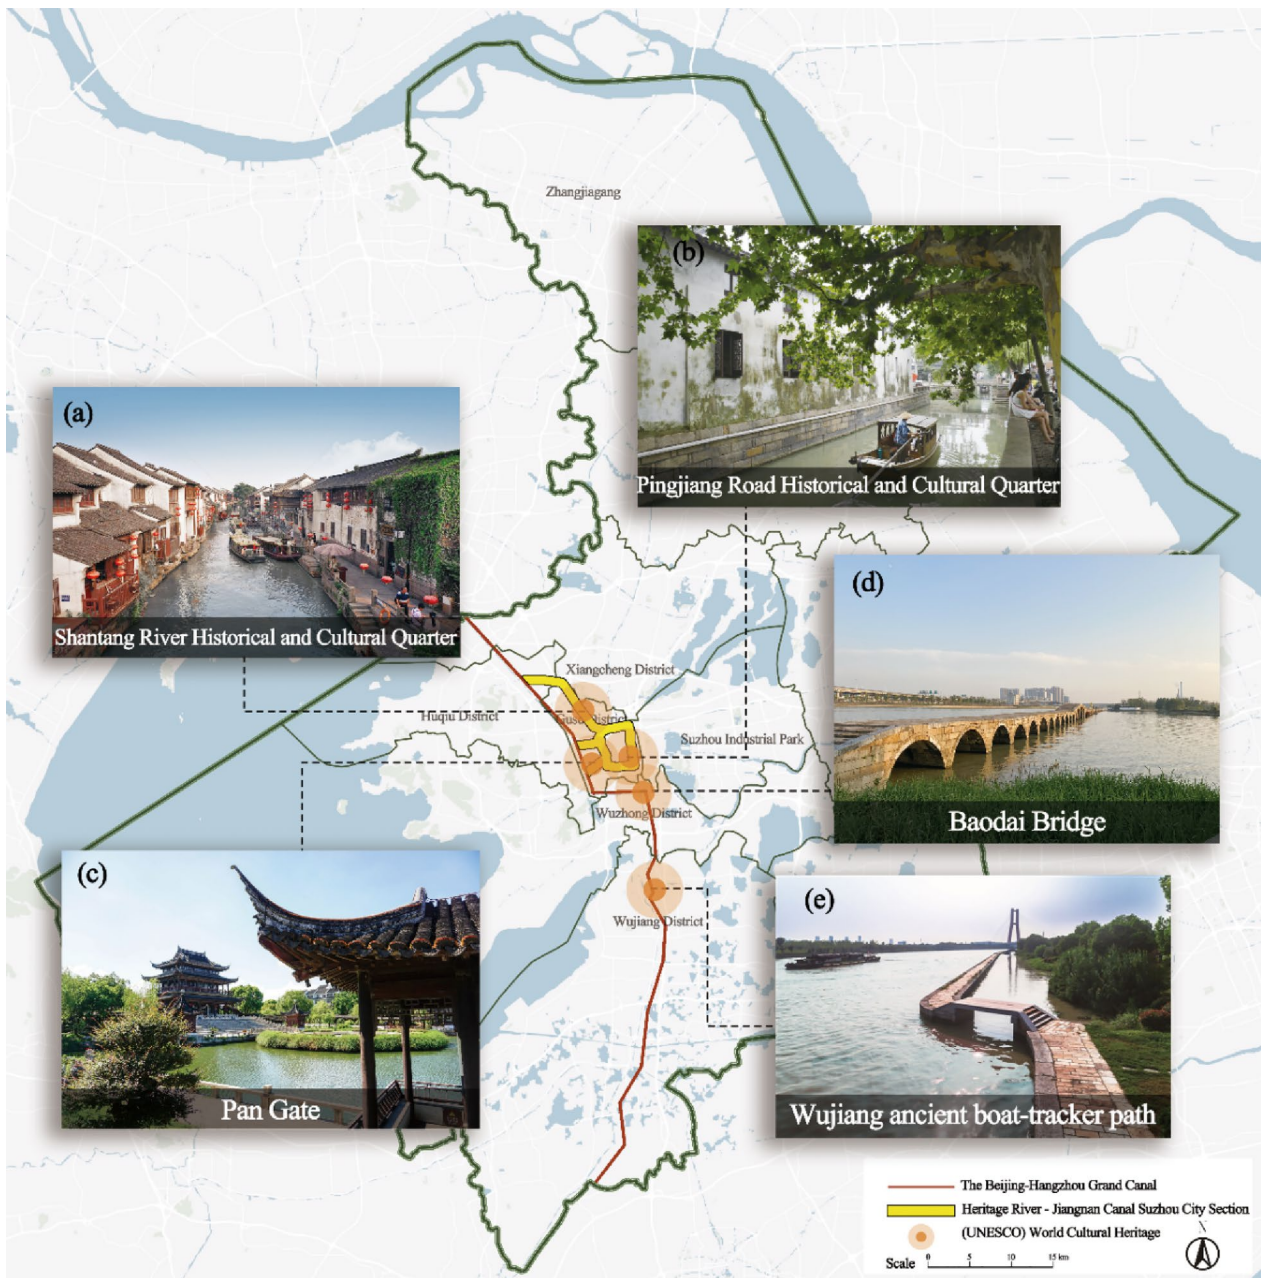 Zhangjiagang
(b)
Pingjiang Road Historical and Cultural Quarter
(a)
Shantang River Historical and Cultural Quarter
(d)
Baodai Bridge
Xiangcheng District
Huqiu District
Gusu District
Suzhou Industrial Park
Wuzhong District
(c)
Pan Gate
Wujiang District
(e)
Wujiang ancient boat-tracker path
The Beijing-Hangzhou Grand Canal
Heritage River - Jiangnan Canal Suzhou City Section
(UNESCO) World Cultural Heritage
N
Scale 0 5 10 15 km